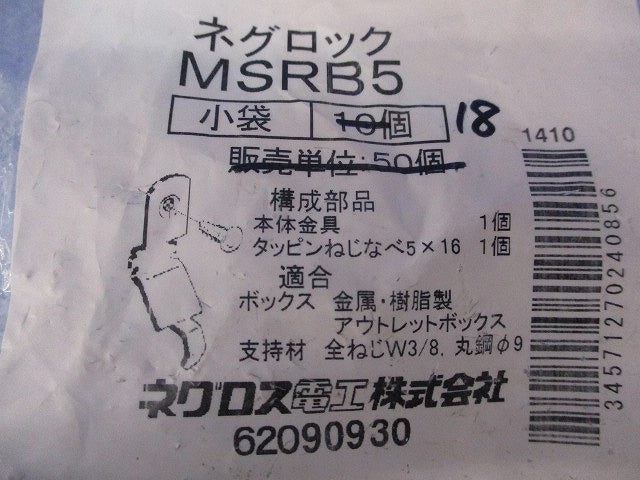 ネグロック
MSRB5
小袋 10個 18
販売単位:50個
1410
構成部品
本体金具 1個
タッピンねじなべ5×16 1個
適合
ボックス 金属・樹脂製
アウトレットボックス
支持材 全ねじW3/8, 丸鋼φ9
ネグロス電工株式会社
62090930
3457127024085​6